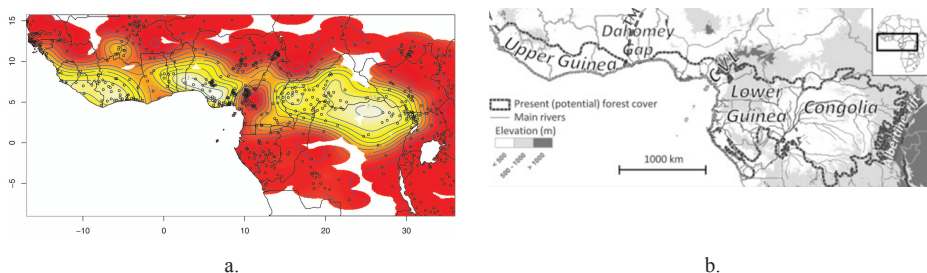 15
10
5
0
−5
−10
0
10
20
30
a.
Upper Guinea
Dahomey
Gap
CVL
Lower
Guinea
Congolia
Present (potential) forest cover
Main rivers
Elevation (m)
< 500
500 - 1000
> 1000
1000 km
b.